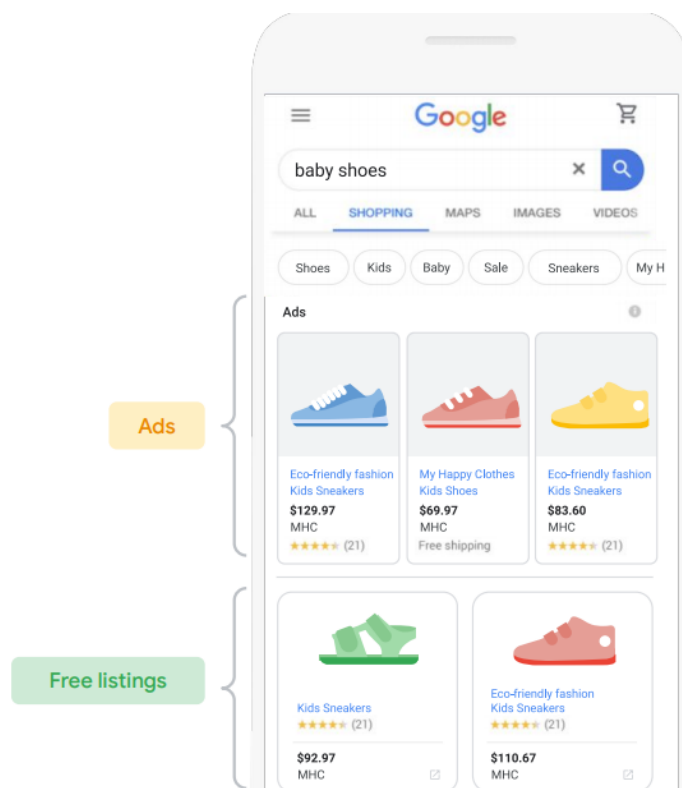 Google
baby shoes
ALL SHOPPING MAPS IMAGES VIDEOS
Shoes Kids Baby Sale Sneakers My H
Ads
Ads
Eco-friendly fashion
Kids Sneakers
$129.97
MHC
(21)
My Happy Clothes
Kids Shoes
$69.97
MHC
Free shipping
Eco-friendly fashion
Kids Sneakers
$83.60
MHC
(21)
Free listings
Kids Sneakers
(21)
$92.97
MHC
Eco-friendly fashion
Kids Sneakers
(21)
$110.67
MHC